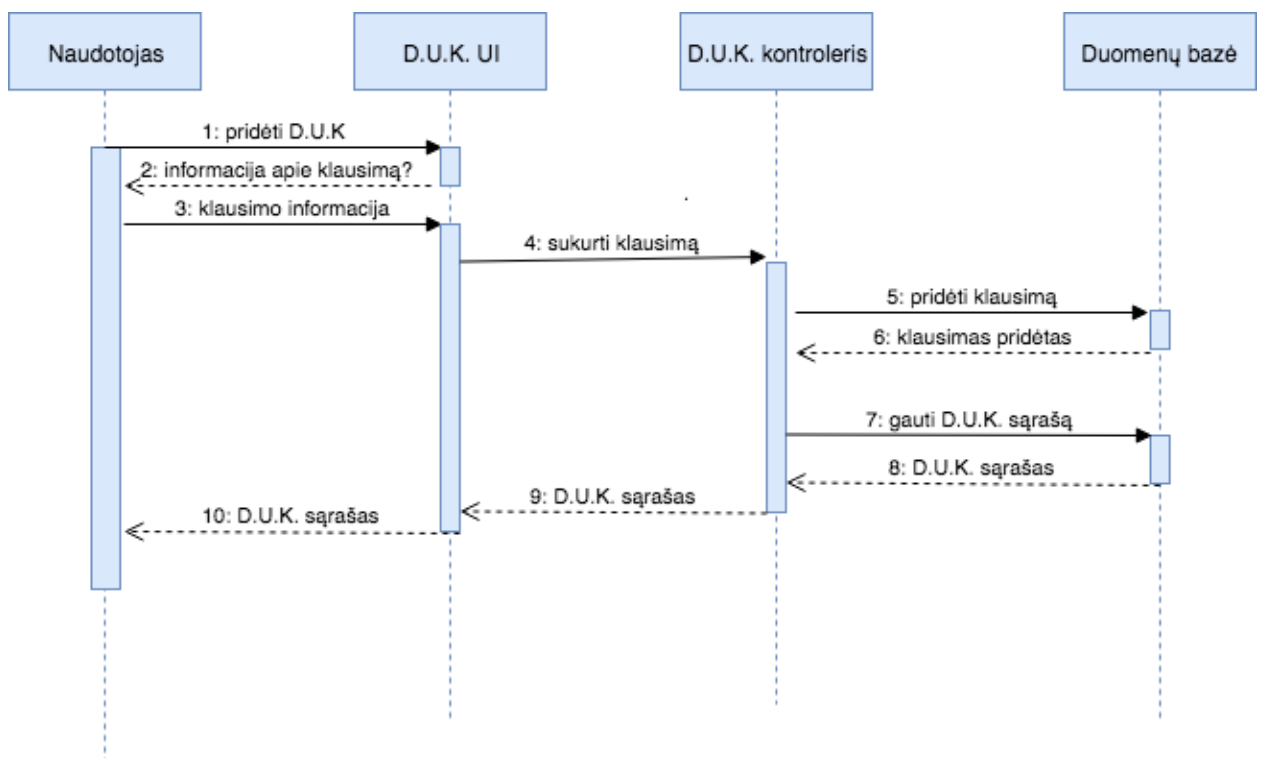 Naudotojas
D.U.K. UI
D.U.K. kontroleris
Duomenų bazė
1: pridėti D.U.K
2: informacija apie klausimą?
3: klausimo informacija
4: sukurti klausimą
5: pridėti klausimą
6: klausimas pridėtas
7: gauti D.U.K. sąrašą
8: D.U.K. sąrašas
9: D.U.K. sąrašas
10: D.U.K. sąrašas